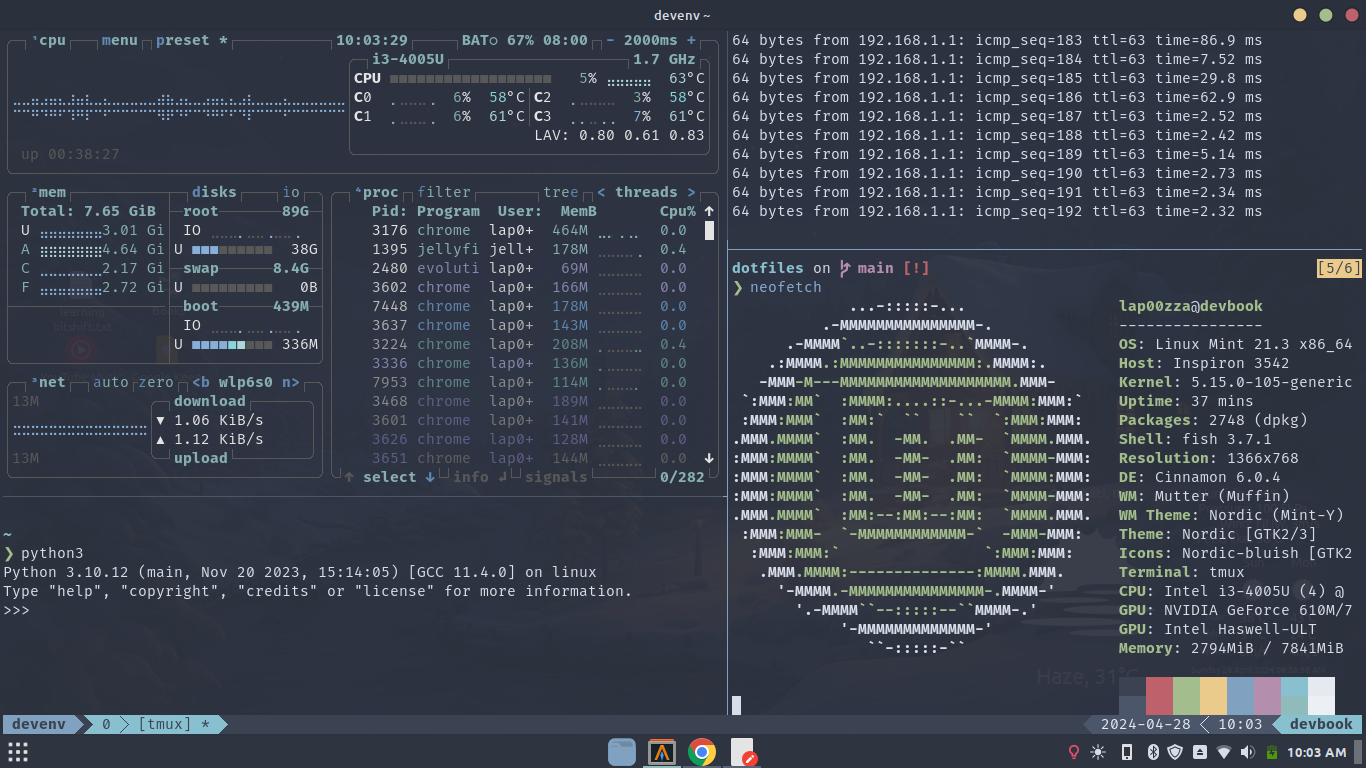 devenv ~
¹cpu menu preset * 10:03:29 BAT○ 67% 08:00 - 2000ms +
i3-4005U 1.7 GHz
CPU 5% 63°C
C0 6% 58°C C2 3% 58°C
C1 6% 61°C C3 7% 61°C
LAV: 0.80 0.61 0.83
up 00:38:27
²mem disks io
Total: 7.65 GiB root 89G
U 3.01 Gi IO
A 4.64 Gi U 38G
C 2.17 Gi swap 8.4G
F 2.72 Gi U 0B
boot 439M
IO
U 336M
³net auto zero <b wlp6s0 n>
13M download
▼ 1.06 KiB/s
▲ 1.12 KiB/s
13M upload
⁴proc filter tree < threads >
Pid: Program User: MemB Cpu% ↑
3176 chrome lap0+ 464M 0.0
1395 jellyfi jell+ 178M 0.4
2480 evoluti lap0+ 69M 0.0
3602 chrome lap0+ 166M 0.0
7448 chrome lap0+ 178M 0.0
3637 chrome lap0+ 143M 0.0
3224 chrome lap0+ 208M 0.4
3336 chrome lap0+ 136M 0.0
7953 chrome lap0+ 114M 0.0
3468 chrome lap0+ 189M 0.0
3601 chrome lap0+ 141M 0.0
3626 chrome lap0+ 128M 0.0
3651 chrome lap0+ 144M 0.0 ↓
↑ select ↓ info ↲ signals 0/282
~
❯ python3
Python 3.10.12 (main, Nov 20 2023, 15:14:05) [GCC 11.4.0] on linux
Type "help", "copyright", "credits" or "license" for more information.
>>>
64 bytes from 192.168.1.1: icmp_seq=183 ttl=63 time=86.9 ms
64 bytes from 192.168.1.1: icmp_seq=184 ttl=63 time=7.52 ms
64 bytes from 192.168.1.1: icmp_seq=185 ttl=63 time=29.8 ms
64 bytes from 192.168.1.1: icmp_seq=186 ttl=63 time=62.9 ms
64 bytes from 192.168.1.1: icmp_seq=187 ttl=63 time=2.52 ms
64 bytes from 192.168.1.1: icmp_seq=188 ttl=63 time=2.42 ms
64 bytes from 192.168.1.1: icmp_seq=189 ttl=63 time=5.14 ms
64 bytes from 192.168.1.1: icmp_seq=190 ttl=63 time=2.73 ms
64 bytes from 192.168.1.1: icmp_seq=191 ttl=63 time=2.34 ms
64 bytes from 192.168.1.1: icmp_seq=192 ttl=63 time=2.32 ms
dotfiles on main [!] [5/6]
❯ neofetch
lap00zza@devbook
----------------
OS: Linux Mint 21.3 x86_64
Host: Inspiron 3542
Kernel: 5.15.0-105-generic
Uptime: 37 mins
Packages: 2748 (dpkg)
Shell: fish 3.7.1
Resolution: 1366x768
DE: Cinnamon 6.0.4
WM: Mutter (Muffin)
WM Theme: Nordic (Mint-Y)
Theme: Nordic [GTK2/3]
Icons: Nordic-bluish [GTK2
Terminal: tmux
CPU: Intel i3-4005U (4) @
GPU: NVIDIA GeForce 610M/7
GPU: Intel Haswell-ULT
Memory: 2794MiB / 7841MiB
Haze, 31°C
devenv 0 [tmux] * 2024-04-28 10:03 devbook
10:03 AM